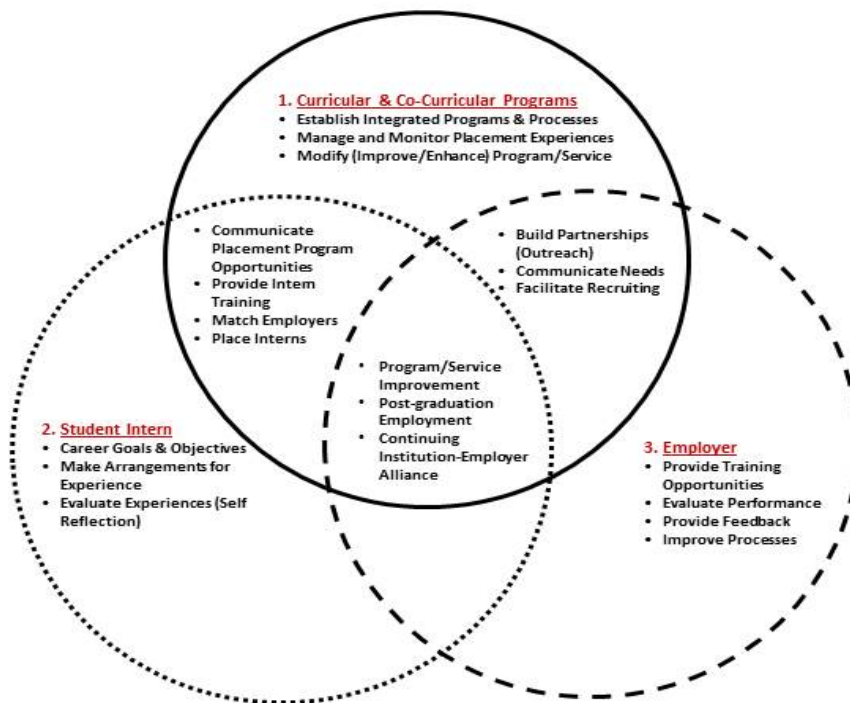 1. Curricular & Co-Curricular Programs
• Establish Integrated Programs & Processes
• Manage and Monitor Placement Experiences
• Modify (Improve/Enhance) Program/Service
• Communicate
Placement Program
Opportunities
• Provide Intern
Training
• Match Employers
• Place Interns
• Build Partnerships
(Outreach)
• Communicate Needs
• Facilitate Recruiting
• Program/Service
Improvement
• Post-graduation
Employment
• Continuing
Institution-Employer
Alliance
2. Student Intern
• Career Goals & Objectives
• Make Arrangements for
Experience
• Evaluate Experiences (Self
Reflection)
3. Employer
• Provide Training
Opportunities
• Evaluate Performance
• Provide Feedback
• Improve Processes